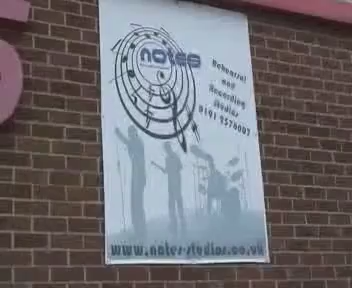 notes
Rehearsal
and
Recording
Studios
0191 2576007
www.notes-studios.co.uk